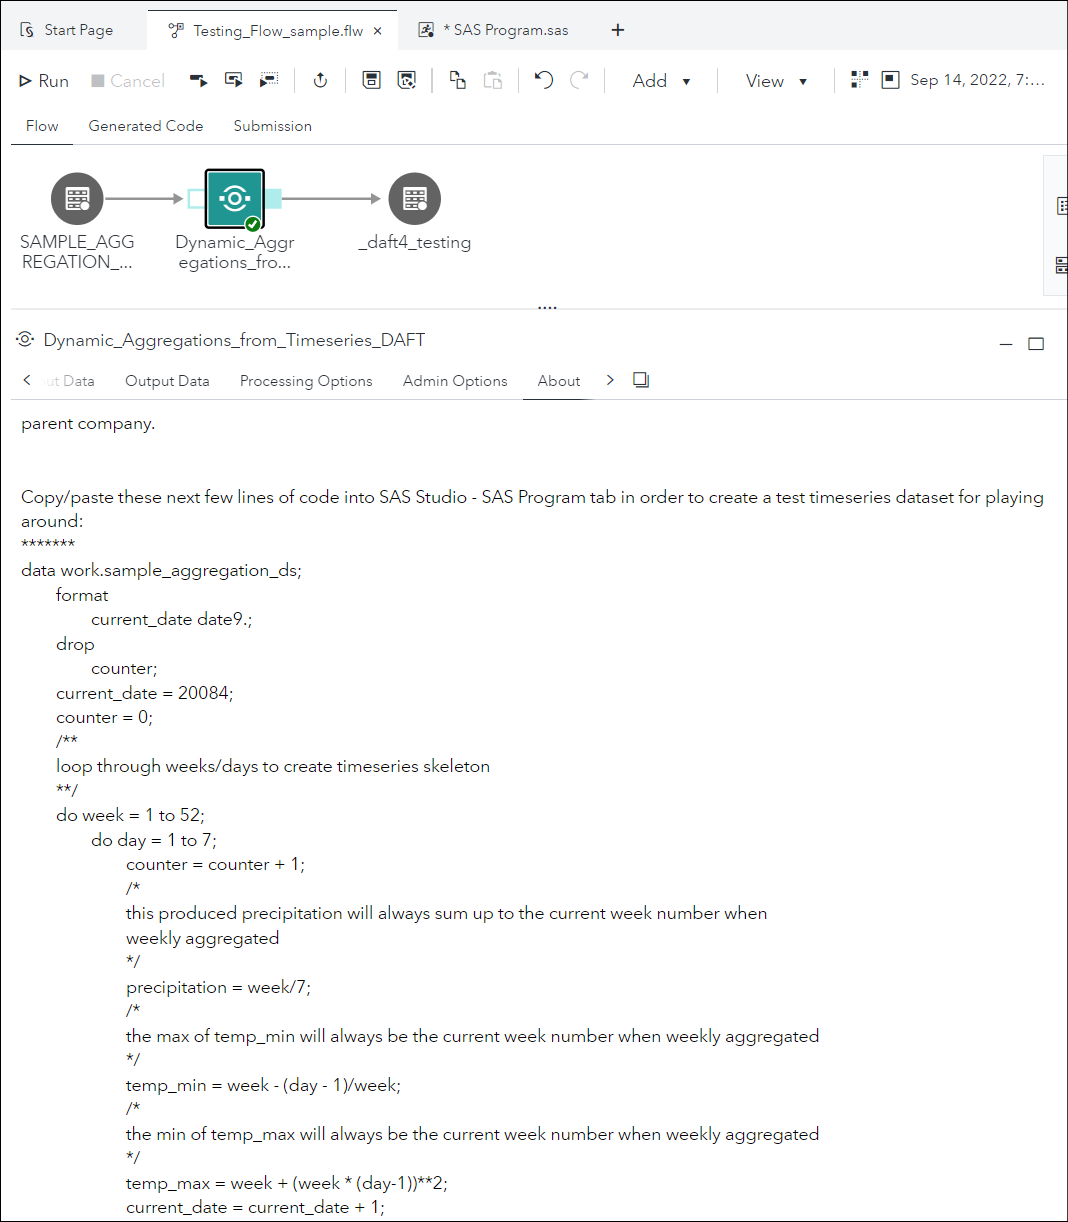 Start Page
Testing_Flow_sample.flw ×
* SAS Program.sas
+
Run
Cancel
Add
View
Sep 14, 2022, 7:...
Flow
Generated Code
Submission
SAMPLE_AGG
REGATION_...
Dynamic_Aggr
egations_fro...
_daft4_testing
Dynamic_Aggregations_from_Timeseries_DAFT
ut Data
Output Data
Processing Options
Admin Options
About
parent company.
Copy/paste these next few lines of code into SAS Studio - SAS Program tab in order to create a test timeseries dataset for playing
around:
*******
data work.sample_aggregation_ds;
format
current_date date9.;
drop
counter;
current_date = 20084;
counter = 0;
/**
loop through weeks/days to create timeseries skeleton
**/
do week = 1 to 52;
do day = 1 to 7;
counter = counter + 1;
/*
this produced precipitation will always sum up to the current week number when
weekly aggregated
*/
precipitation = week/7;
/*
the max of temp_min will always be the current week number when weekly aggregated
*/
temp_min = week - (day - 1)/week;
/*
the min of temp_max will always be the current week number when weekly aggregated
*/
temp_max = week + (week * (day-1))**2;
current_date = current_date + 1;